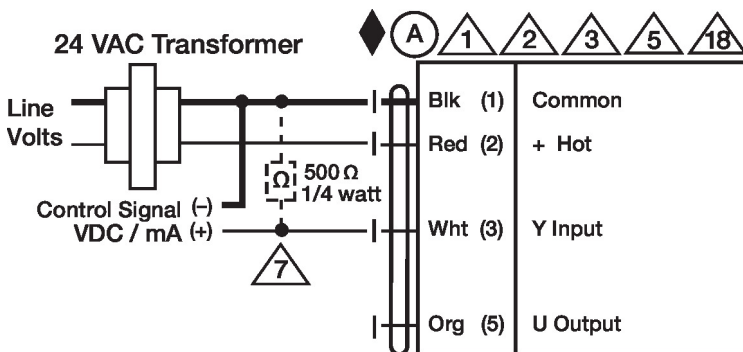 A 1 2 3 5 18
24 VAC Transformer
Line
Volts
Blk (1) Common
Red (2) + Hot
Ω 500 Ω
1/4 watt
Control Signal (–)
VDC / mA (+)
Wht (3) Y Input
7
Org (5) U Output